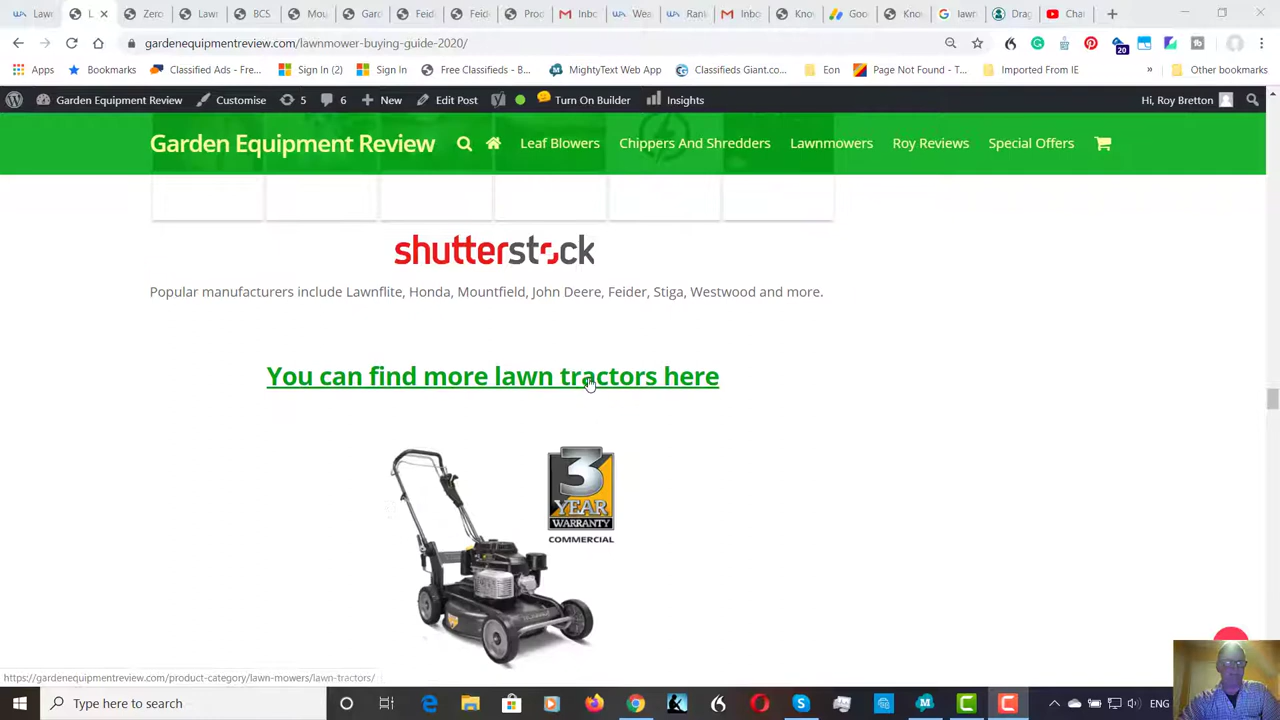 Law
L
Zero
Law
BCS
Mou
Gar
Feid
Feid
Proc
Inbo
Wea
Rank
Inbo
Kno
Goo
Kno
lawn
Drag
Cha
gardenequipmentreview.com/lawnmower-buying-guide-2020/
20
Apps
Bookmarks
Classified Ads - Fre...
Sign In (2)
Sign In
Free Classifieds - B...
MightyText Web App
Classifieds Giant.co...
Eon
Page Not Found - T...
Imported From IE
»
Other bookmarks
Garden Equipment Review
Customise
5
6
New
Edit Post
Turn On Builder
Insights
Hi, Roy Bretton
Garden Equipment Review
Leaf Blowers
Chippers And Shredders
Lawnmowers
Roy Reviews
Special Offers
shutterstock
Popular manufacturers include Lawnflite, Honda, Mountfield, John Deere, Feider, Stiga, Westwood and more.
You can find more lawn tractors here
3
YEAR
WARRANTY
COMMERCIAL
https://gardenequipmentreview.com/product-category/lawn-mowers/lawn-tractors/
Type here to search
ENG